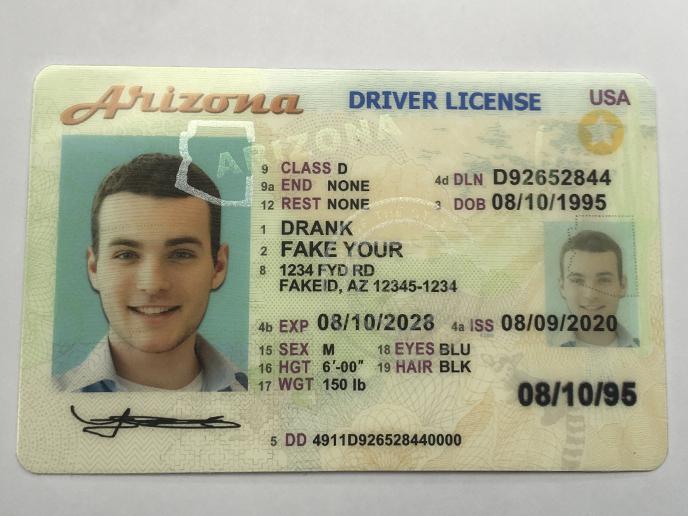 Arizona DRIVER LICENSE USA
ARIZONA
9 CLASS D
9a END NONE 4d DLN D92652844
12 REST NONE 3 DOB 08/10/1995
1 DRANK
2 FAKE YOUR
8 1234 FYD RD
FAKEID, AZ 12345-1234
4b EXP 08/10/2028 4a ISS 08/09/2020
15 SEX M 18 EYES BLU
16 HGT 6'-00" 19 HAIR BLK
17 WGT 150 lb
08/10/95
5 DD 4911D926528440000